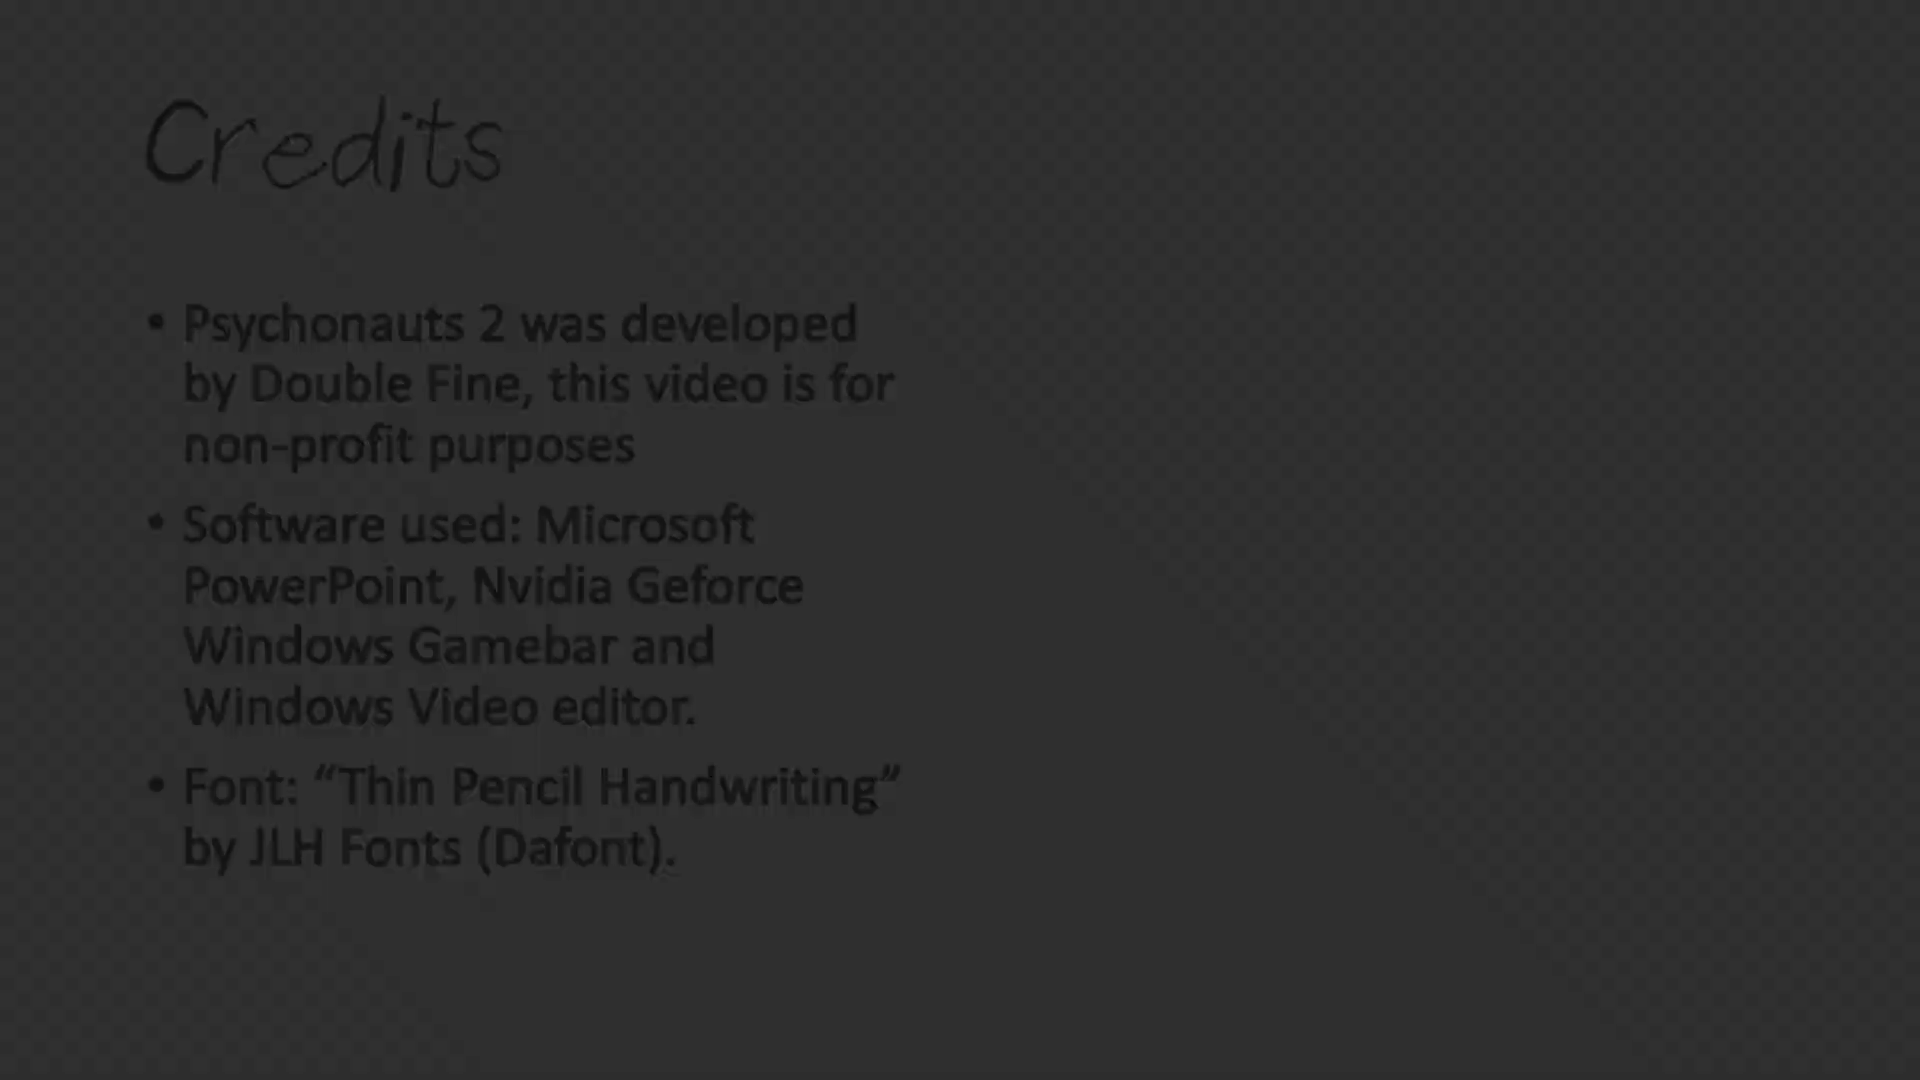 Credits
• Psychonauts 2 was developed
by Double Fine, this video is for
non-profit purposes
• Software used: Microsoft
PowerPoint, Nvidia Geforce
Windows Gamebar and
Windows Video editor.
• Font: “Thin Pencil Handwriting”
by JLH Fonts (Dafont).